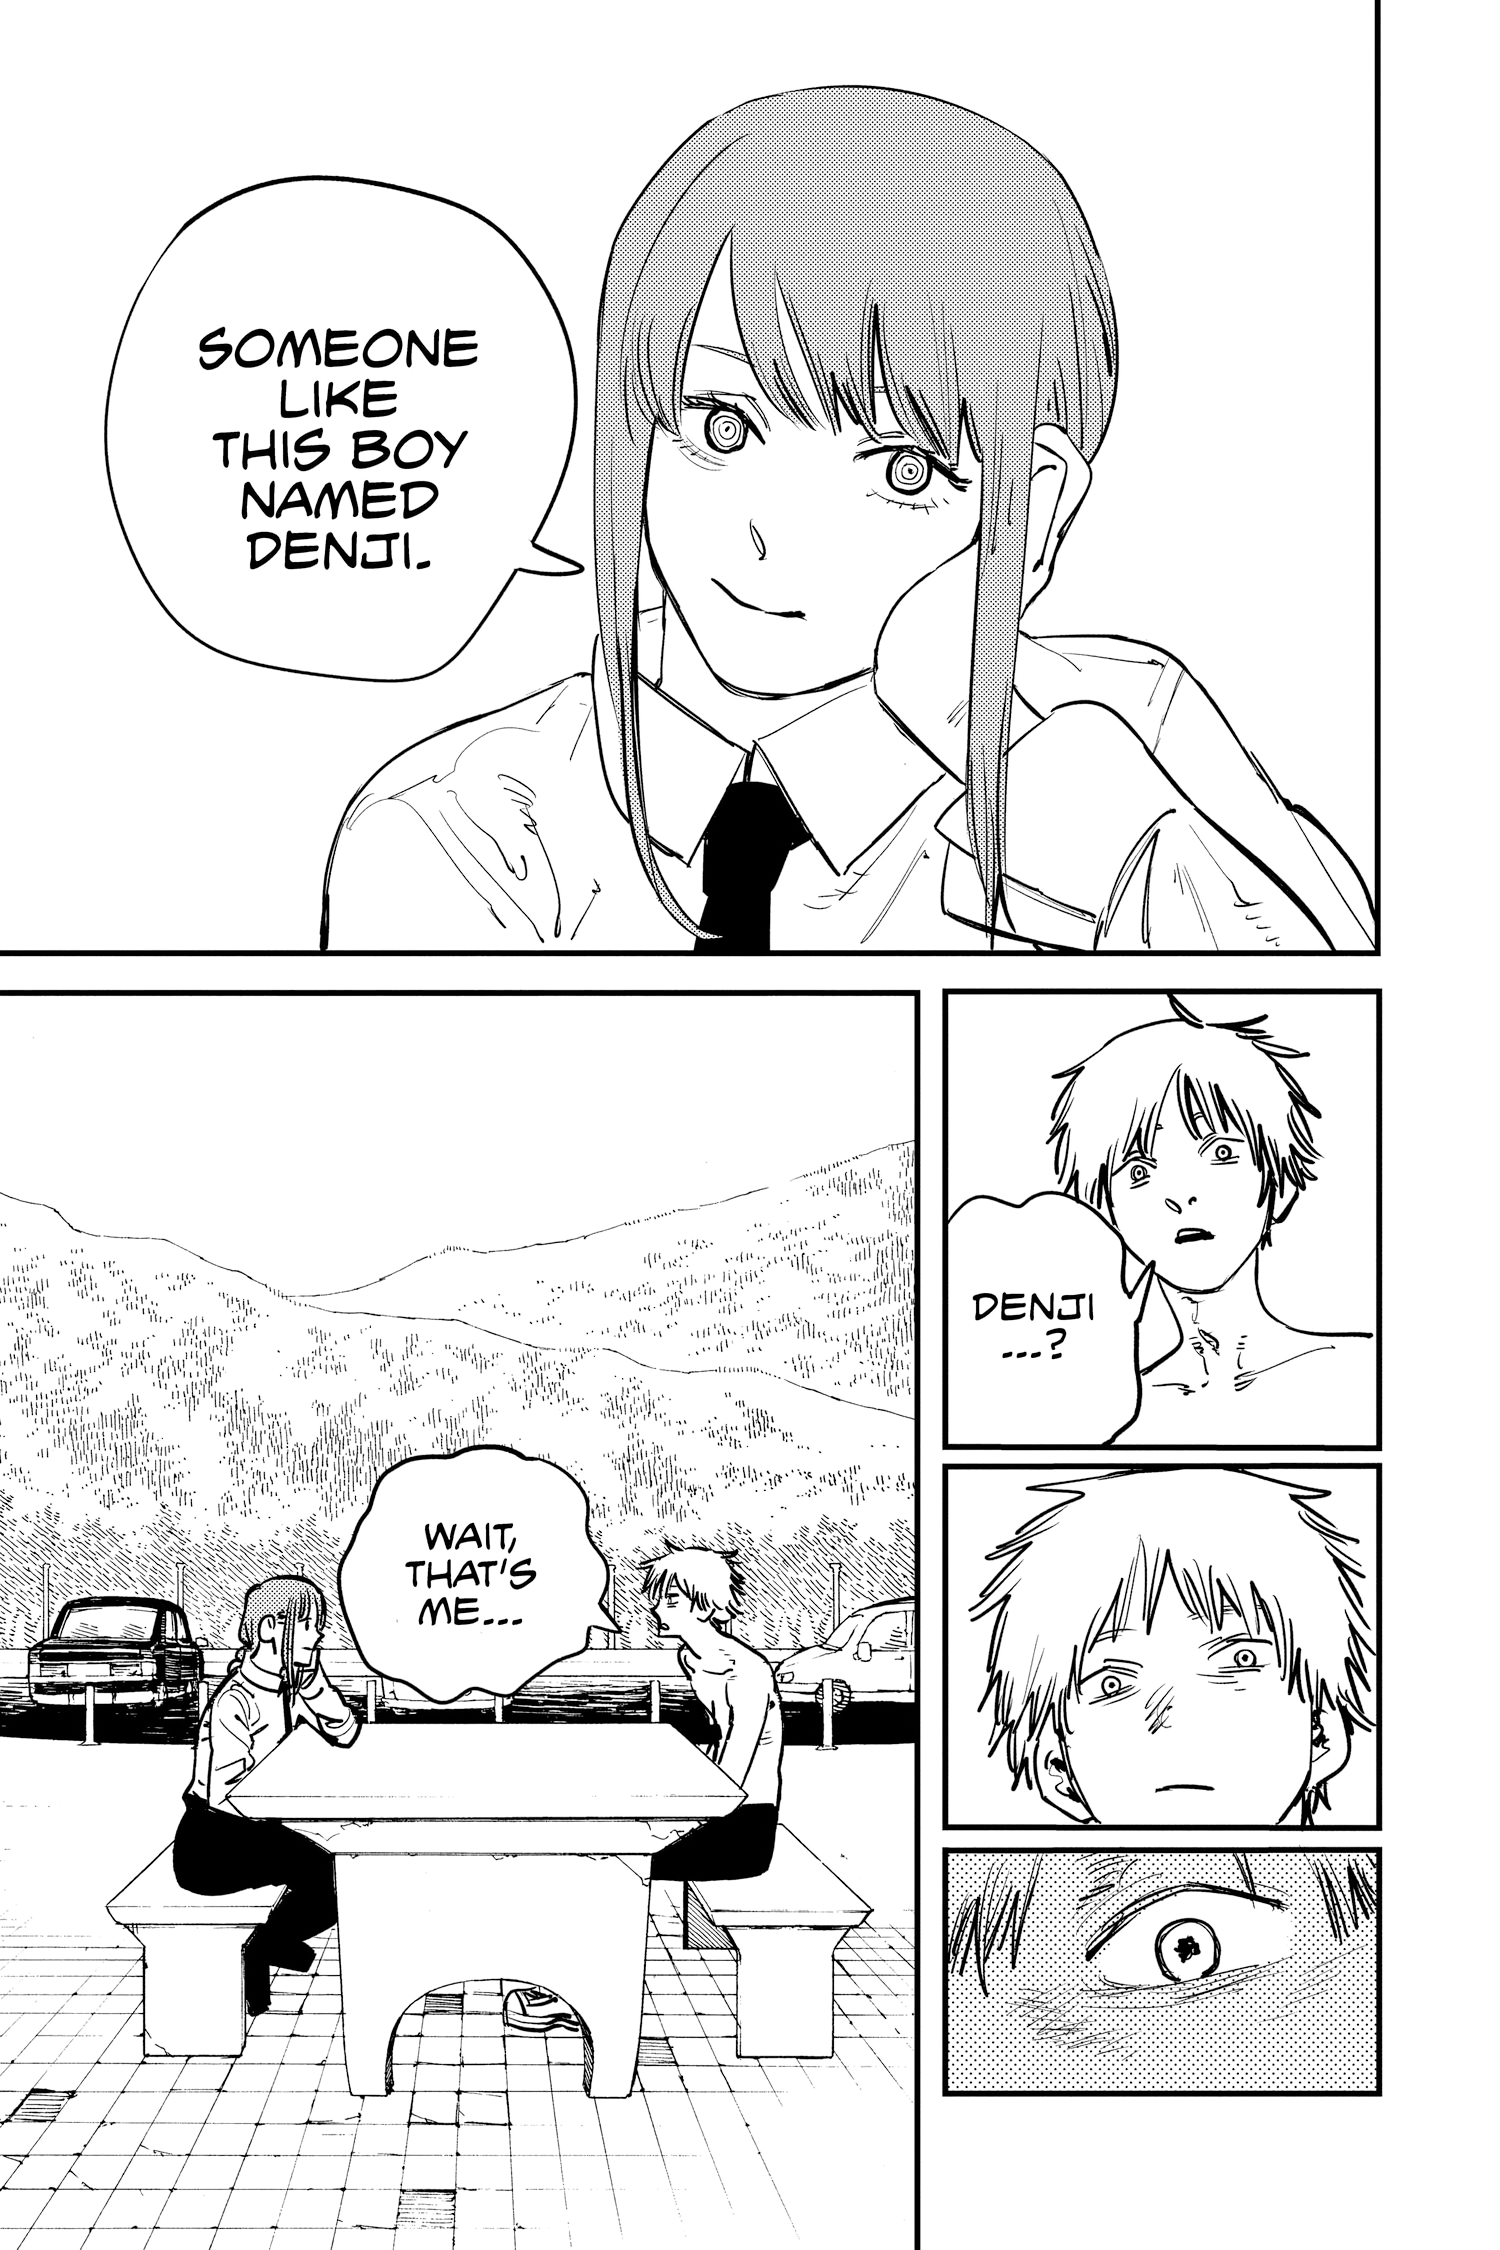 SOMEONE
LIKE
THIS BOY
NAMED
DENJI.
DENJI
...?
WAIT,
THAT'S
ME...